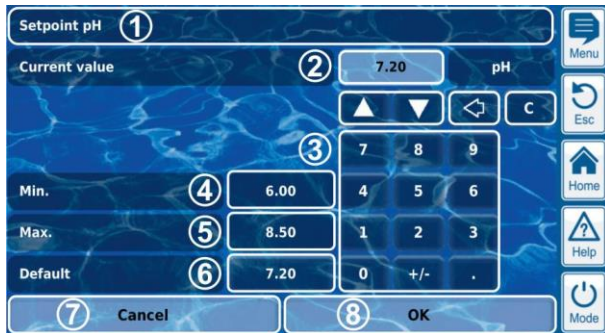 Setpoint pH ①
Current value ② 7.20 pH
C
③ 7 8 9
Min. ④ 6.00 4 5 6
Max. ⑤ 8.50 1 2 3
Default ⑥ 7.20 0 +/- .
⑦ Cancel ⑧ OK
Menu
Esc
Home
? Help
Mode